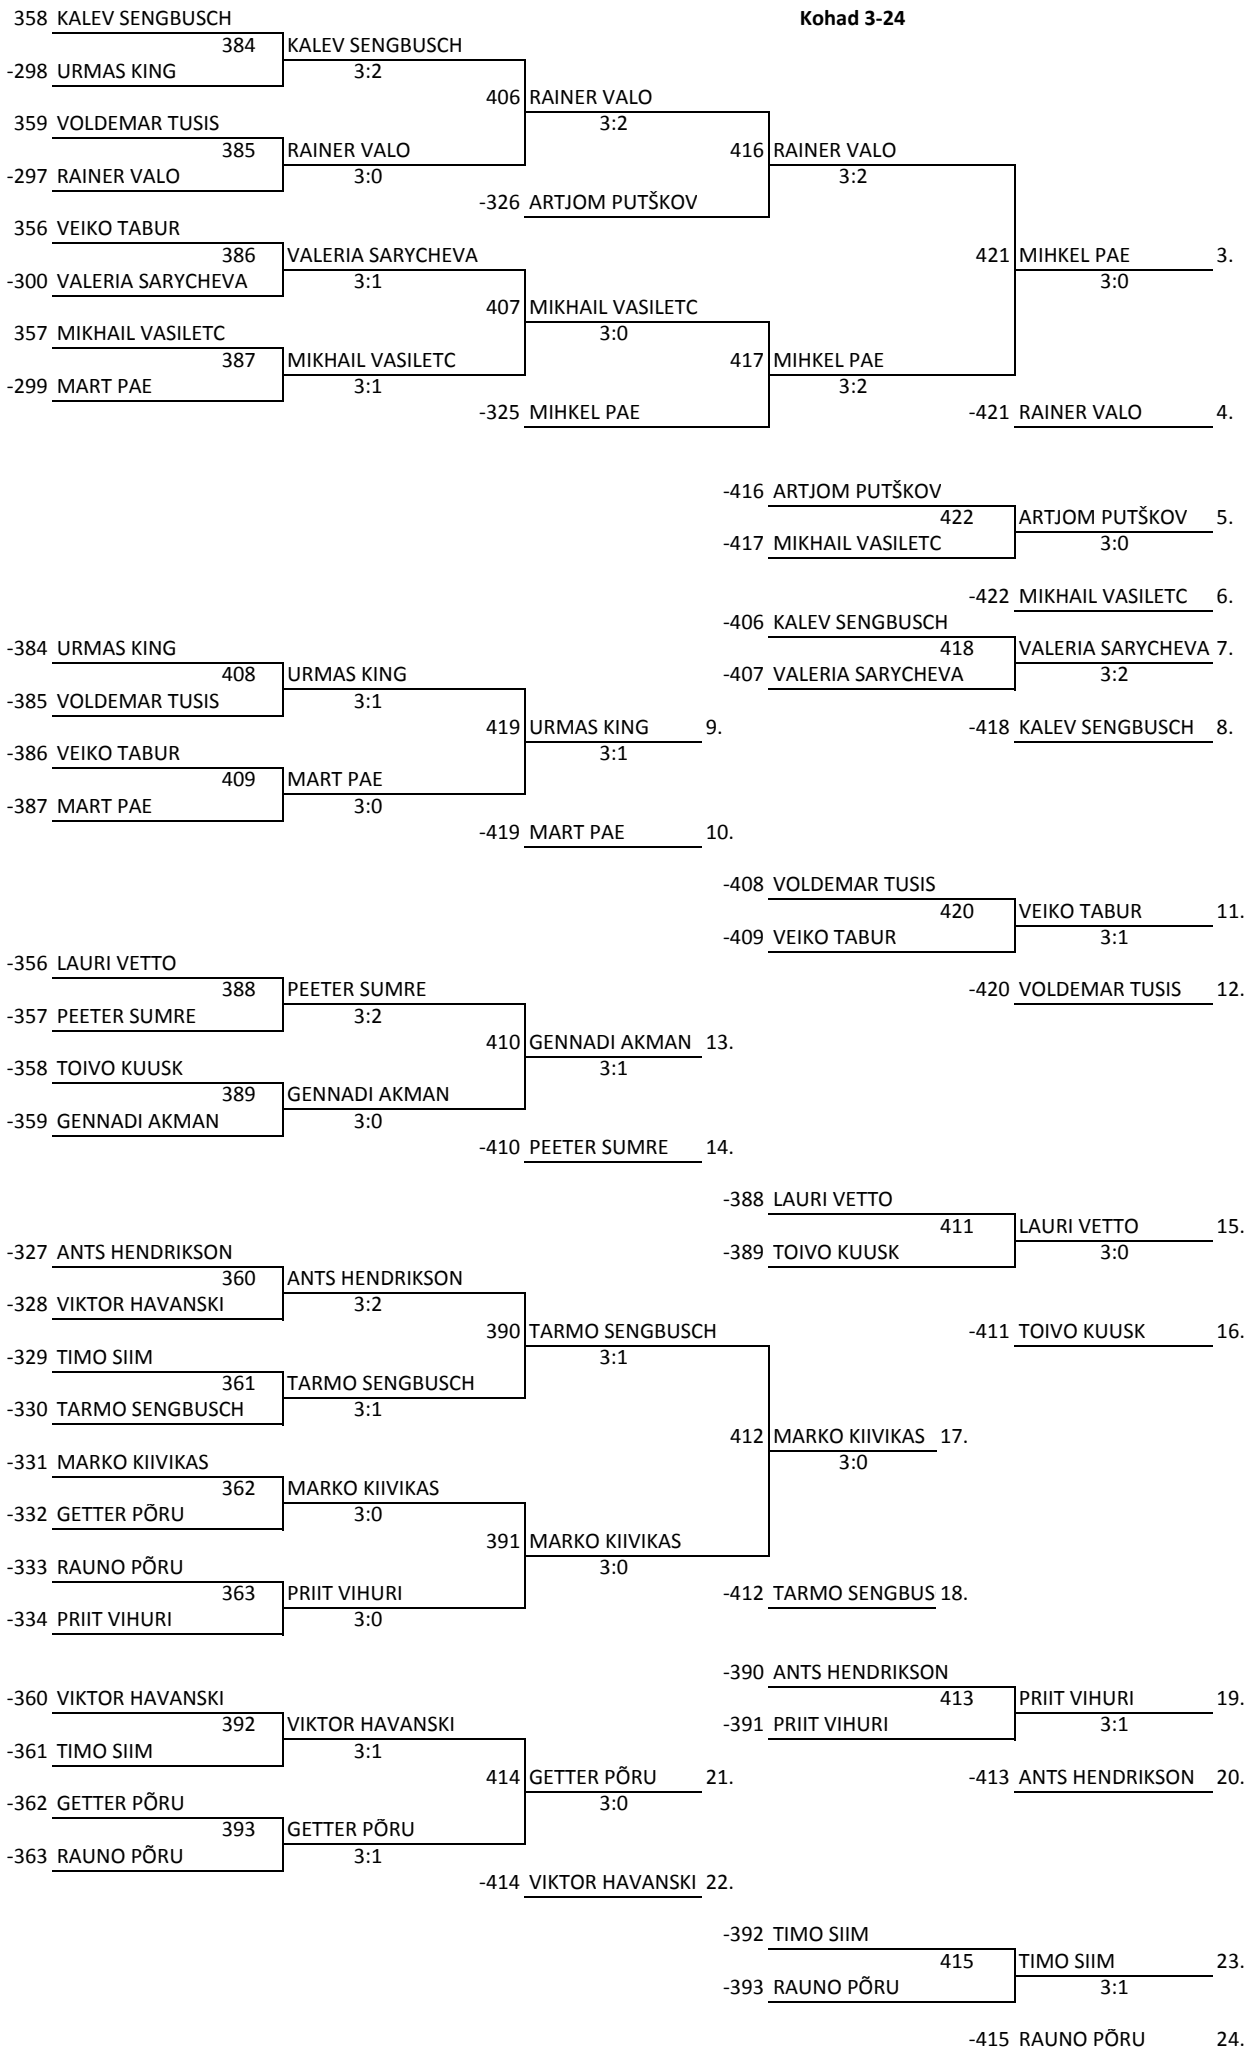 358 KALEV SENGBUSCH Kohad 3-24
384 KALEV SENGBUSCH
-298 URMAS KING 3:2
406 RAINER VALO
359 VOLDEMAR TUSIS 3:2
385 RAINER VALO 416 RAINER VALO
-297 RAINER VALO 3:0 3:2
-326 ARTJOM PUTŠKOV
356 VEIKO TABUR
386 VALERIA SARYCHEVA 421 MIHKEL PAE 3.
-300 VALERIA SARYCHEVA 3:1 3:0
407 MIKHAIL VASILETC
357 MIKHAIL VASILETC 3:0
387 MIKHAIL VASILETC 417 MIHKEL PAE
-299 MART PAE 3:1 3:2
-325 MIHKEL PAE -421 RAINER VALO 4.
-416 ARTJOM PUTŠKOV
422 ARTJOM PUTŠKOV 5.
-417 MIKHAIL VASILETC 3:0
-422 MIKHAIL VASILETC 6.
-406 KALEV SENGBUSCH
-384 URMAS KING 418 VALERIA SARYCHEVA 7.
408 URMAS KING -407 VALERIA SARYCHEVA 3:2
-385 VOLDEMAR TUSIS 3:1
419 URMAS KING 9. -418 KALEV SENGBUSCH 8.
-386 VEIKO TABUR 3:1
409 MART PAE
-387 MART PAE 3:0
-419 MART PAE 10.
-408 VOLDEMAR TUSIS
420 VEIKO TABUR 11.
-409 VEIKO TABUR 3:1
-356 LAURI VETTO
388 PEETER SUMRE -420 VOLDEMAR TUSIS 12.
-357 PEETER SUMRE 3:2
410 GENNADI AKMAN 13.
-358 TOIVO KUUSK 3:1
389 GENNADI AKMAN
-359 GENNADI AKMAN 3:0
-410 PEETER SUMRE 14.
-388 LAURI VETTO
411 LAURI VETTO 15.
-327 ANTS HENDRIKSON -389 TOIVO KUUSK 3:0
360 ANTS HENDRIKSON
-328 VIKTOR HAVANSKI 3:2
390 TARMO SENGBUSCH -411 TOIVO KUUSK 16.
-329 TIMO SIIM 3:1
361 TARMO SENGBUSCH
-330 TARMO SENGBUSCH 3:1
412 MARKO KIIVIKAS 17.
-331 MARKO KIIVIKAS 3:0
362 MARKO KIIVIKAS
-332 GETTER PÕRU 3:0
391 MARKO KIIVIKAS
-333 RAUNO PÕRU 3:0
363 PRIIT VIHURI -412 TARMO SENGBUS 18.
-334 PRIIT VIHURI 3:0
-390 ANTS HENDRIKSON
-360 VIKTOR HAVANSKI 413 PRIIT VIHURI 19.
392 VIKTOR HAVANSKI -391 PRIIT VIHURI 3:1
-361 TIMO SIIM 3:1
414 GETTER PÕRU 21. -413 ANTS HENDRIKSON 20.
-362 GETTER PÕRU 3:0
393 GETTER PÕRU
-363 RAUNO PÕRU 3:1
-414 VIKTOR HAVANSKI 22.
-392 TIMO SIIM
415 TIMO SIIM 23.
-393 RAUNO PÕRU 3:1
-415 RAUNO PÕRU 24.